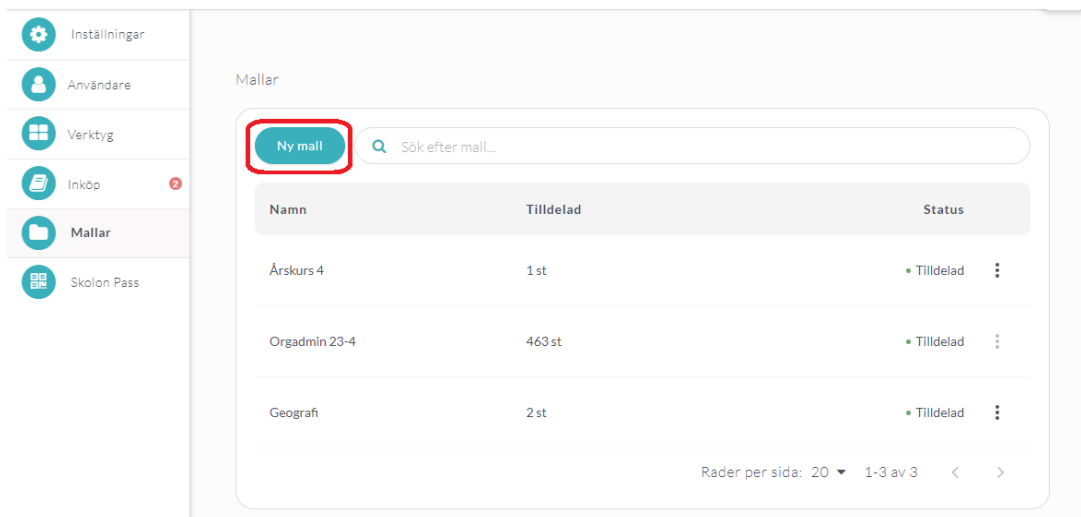 Inställningar
Användare
Verktyg
Inköp 2
Mallar
Skolon Pass
Mallar
Ny mall Sök efter mall...
Namn Tilldelad Status
Årskurs 4 1 st Tilldelad
Orgadmin 23-4 463 st Tilldelad
Geografi 2 st Tilldelad
Rader per sida: 20 1-3 av 3